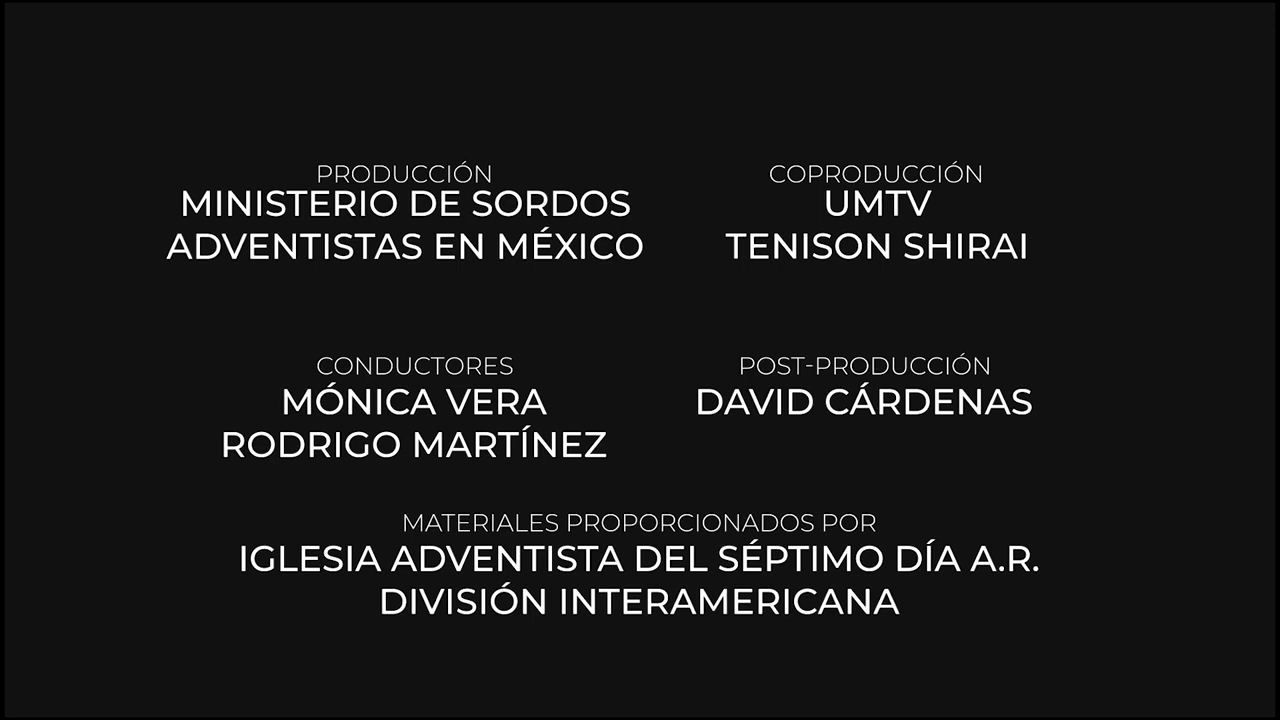 PRODUCCIÓN
MINISTERIO DE SORDOS
ADVENTISTAS EN MÉXICO
COPRODUCCIÓN
UMTV
TENISON SHIRAI
CONDUCTORES
MÓNICA VERA
RODRIGO MARTÍNEZ
POST-PRODUCCIÓN
DAVID CÁRDENAS
MATERIALES PROPORCIONADOS POR
IGLESIA ADVENTISTA DEL SÉPTIMO DÍA A.R.
DIVISIÓN INTERAMERICANA